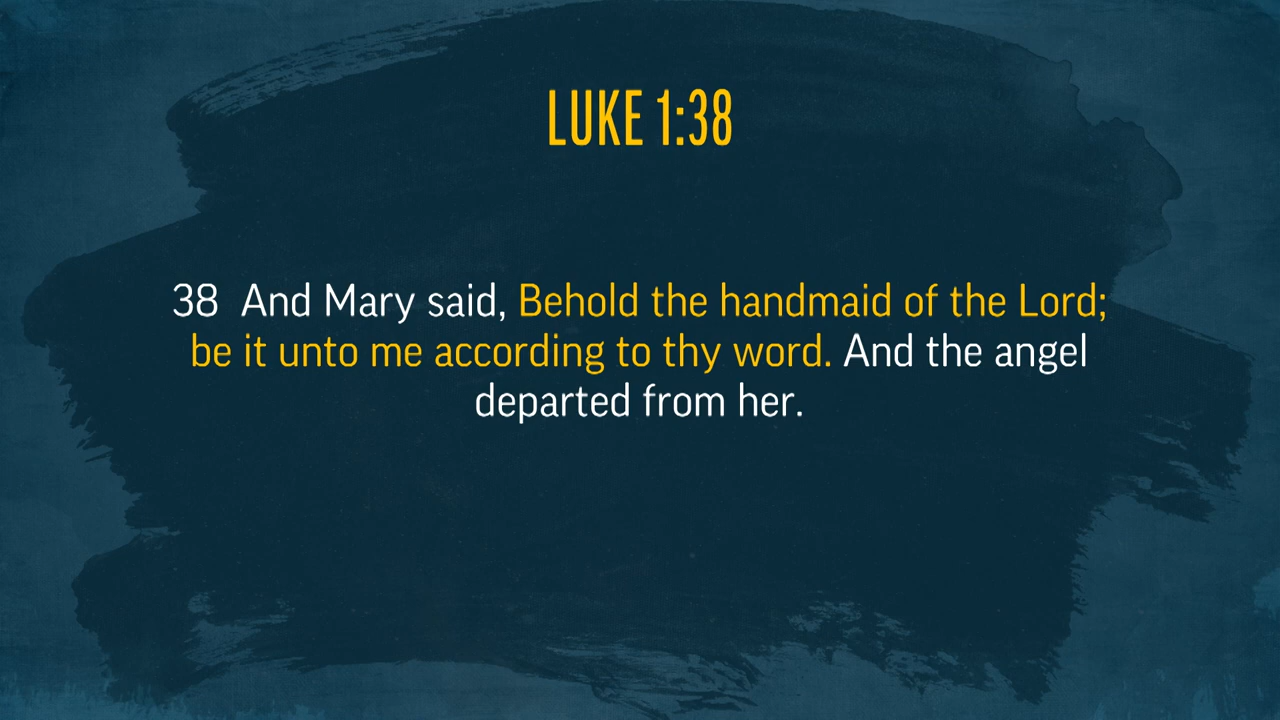 LUKE 1:38
38 And Mary said, Behold the handmaid of the Lord;
be it unto me according to thy word. And the angel
departed from her.